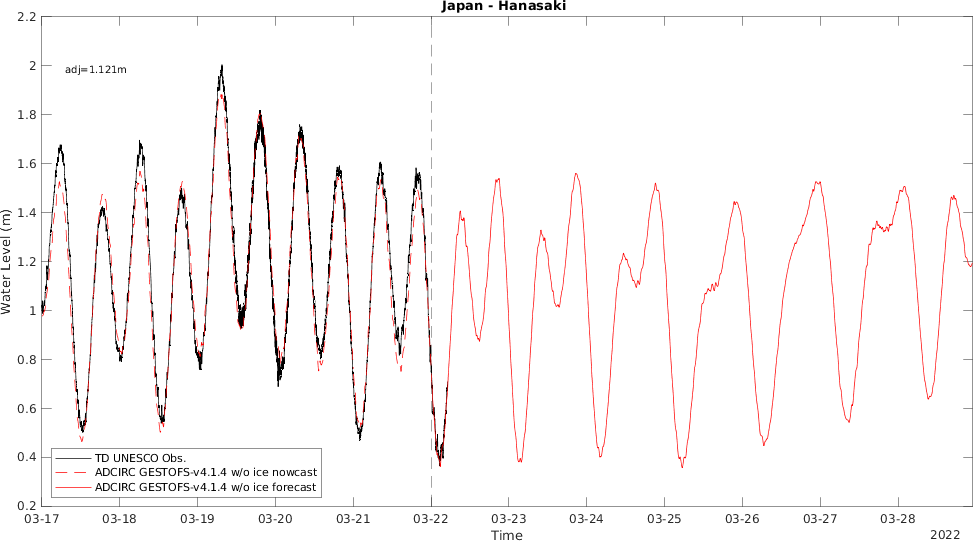 Japan - Hanasaki
2.2
2
1.8
1.6
1.4
1.2
1
0.8
0.6
0.4
0.2
Water Level (m)
adj=1.121m
TD UNESCO Obs.
ADCIRC GESTOFS-v4.1.4 w/o ice nowcast
ADCIRC GESTOFS-v4.1.4 w/o ice forecast
03-17 03-18 03-19 03-20 03-21 03-22 03-23 03-24 03-25 03-26 03-27 03-28
Time
2022